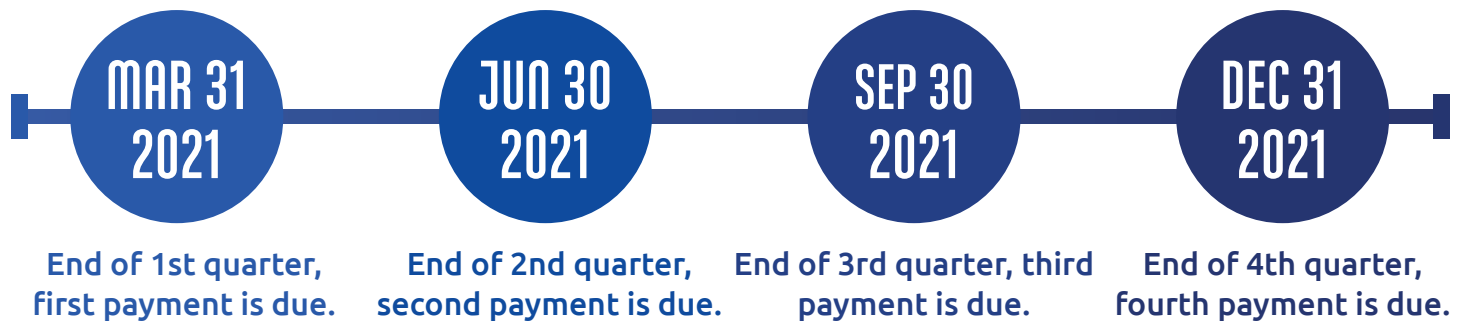 MAR 31
2021
JUN 30
2021
SEP 30
2021
DEC 31
2021
End of 1st quarter,
first payment is due.
End of 2nd quarter,
second payment is due.
End of 3rd quarter, third
payment is due.
End of 4th quarter,
fourth payment is due.